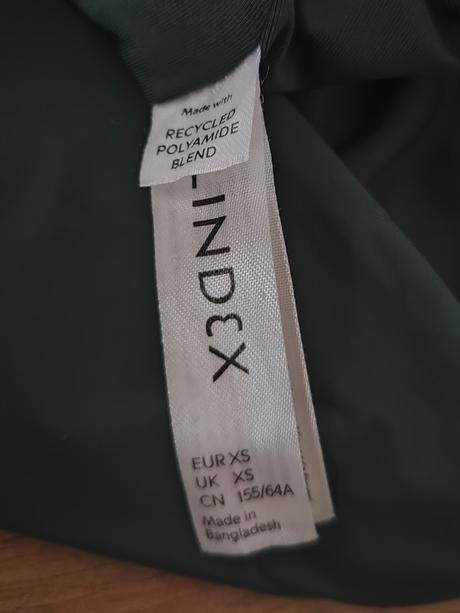 Made with
RECYCLED
POLYAMIDE
BLEND
LINDEX
EUR XS
UK XS
CN 155/64A
Made in
Bangladesh